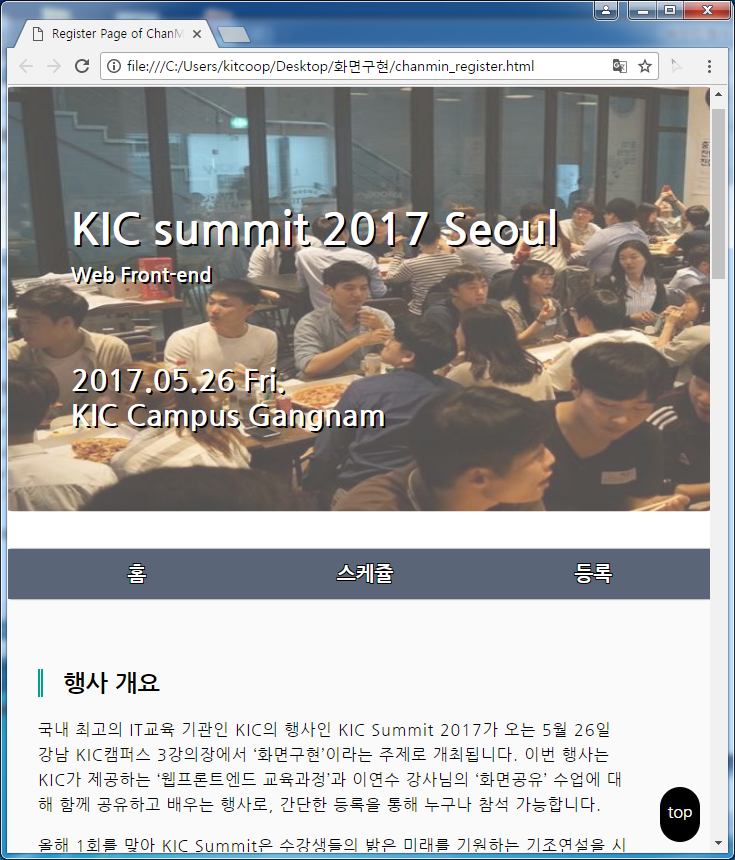 Register Page of ChanM
file:///C:/Users/kitcoop/Desktop/화면구현/chanmin_register.html
KIC summit 2017 Seoul
Web Front-end
2017.05.26 Fri.
KIC Campus Gangnam
홈 스케쥴 등록
행사 개요
국내 최고의 IT교육 기관인 KIC의 행사인 KIC Summit 2017가 오는 5월 26일
강남 KIC캠퍼스 3강의장에서 ‘화면구현’이라는 주제로 개최됩니다. 이번 행사는
KIC가 제공하는 ‘웹프론트엔드 교육과정’과 이연수 강사님의 ‘화면공유’ 수업에 대
해 함께 공유하고 배우는 행사로, 간단한 등록을 통해 누구나 참석 가능합니다.
top
올해 1회를 맞아 KIC Summit은 수강생들의 밝은 미래를 기원하는 기조연설을 시